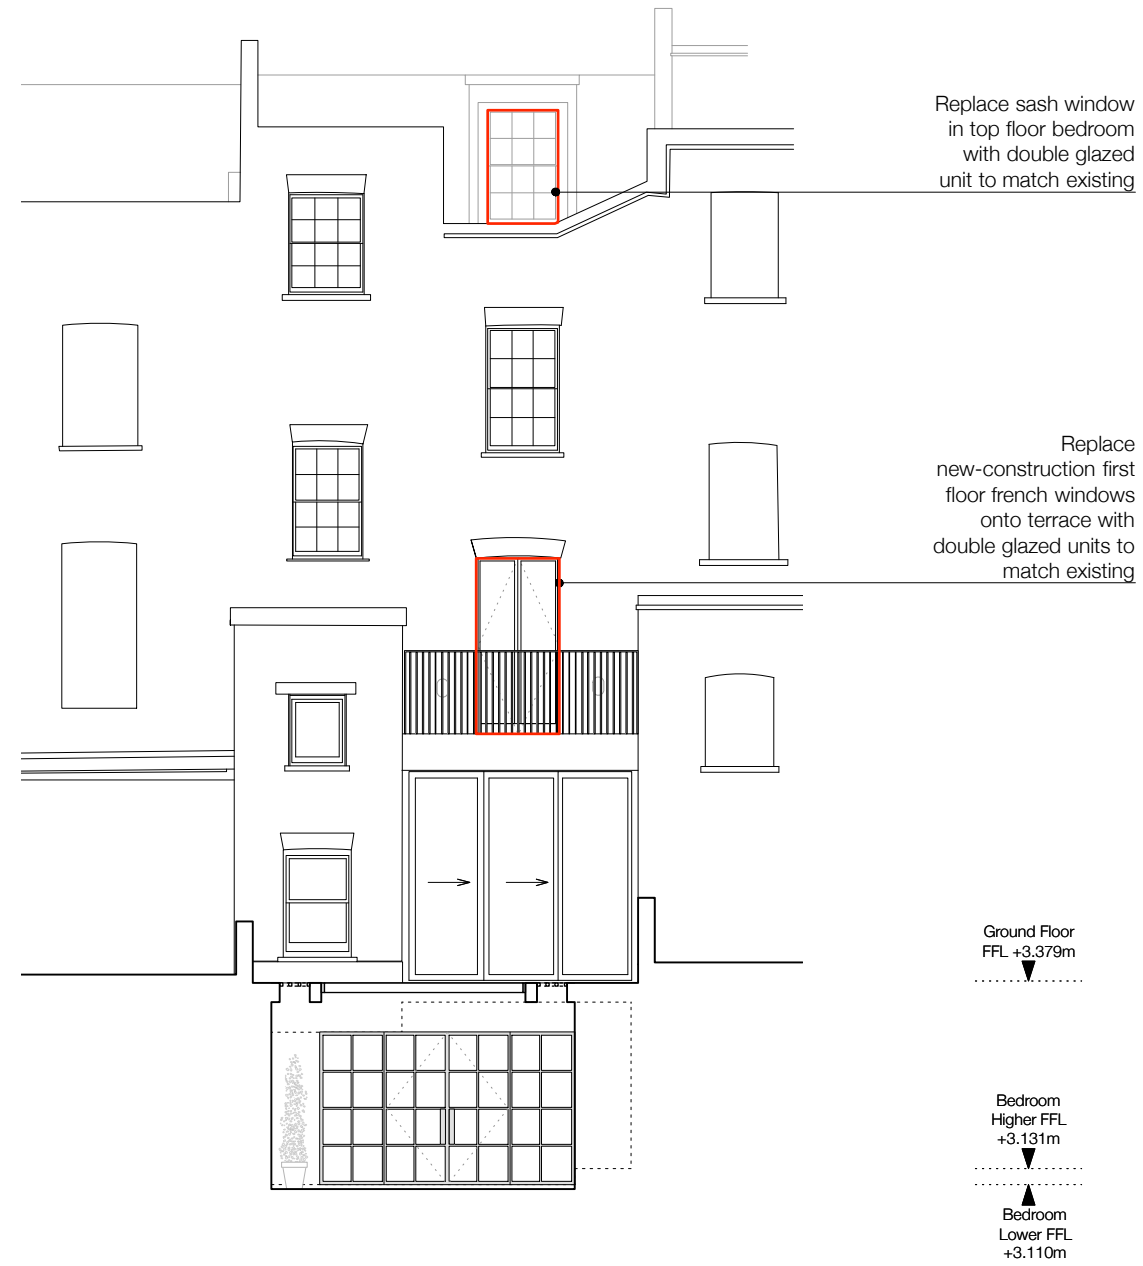 Replace sash window
in top floor bedroom
with double glazed
unit to match existing
Replace
new-construction first
floor french windows
onto terrace with
double glazed units to
match existing
Ground Floor
FFL +3.379m
Bedroom
Higher FFL
+3.131m
Bedroom
Lower FFL
+3.110m